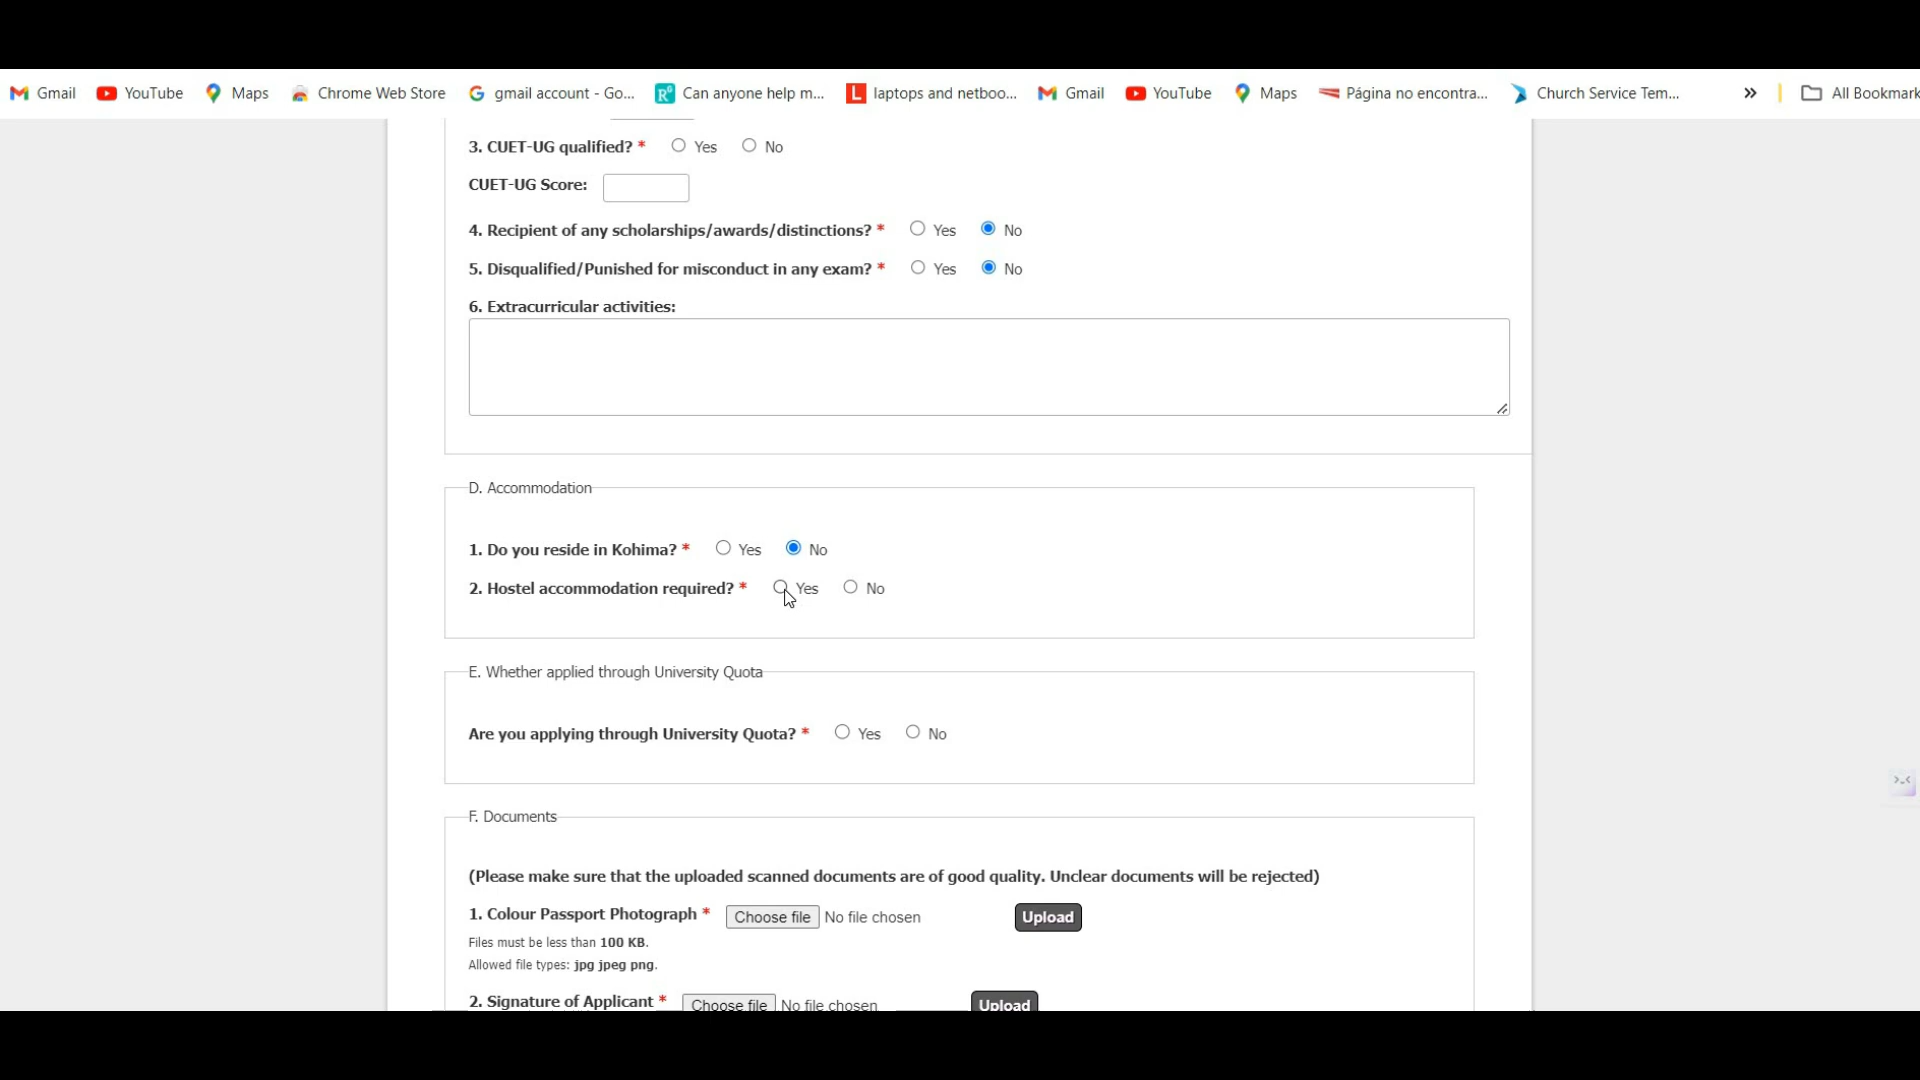 Gmail YouTube Maps Chrome Web Store gmail account - Go... Can anyone help m... laptops and netboo... Gmail YouTube Maps Página no encontra... Church Service Tem... » All Bookmark
3. CUET-UG qualified? * Yes No
CUET-UG Score:
4. Recipient of any scholarships/awards/distinctions? * Yes No
5. Disqualified/Punished for misconduct in any exam? * Yes No
6. Extracurricular activities:
D. Accommodation
1. Do you reside in Kohima? * Yes No
2. Hostel accommodation required? * Yes No
E. Whether applied through University Quota
Are you applying through University Quota? * Yes No
F. Documents
(Please make sure that the uploaded scanned documents are of good quality. Unclear documents will be rejected)
1. Colour Passport Photograph * Choose file No file chosen Upload
Files must be less than 100 KB.
Allowed file types: jpg jpeg png.
2. Signature of Applicant * Choose file No file chosen Upload